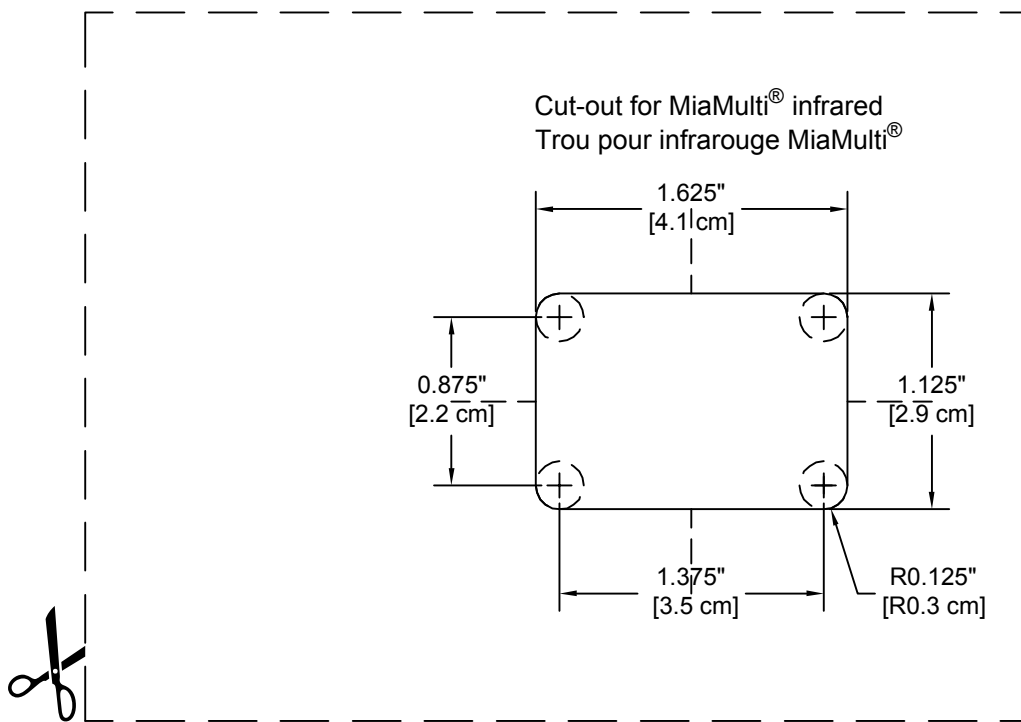 Cut-out for MiaMulti® infrared
Trou pour infrarouge MiaMulti®
1.625"
[4.1 cm]
0.875"
[2.2 cm]
1.125"
[2.9 cm]
1.375"
[3.5 cm]
R0.125"
[R0.3 cm]